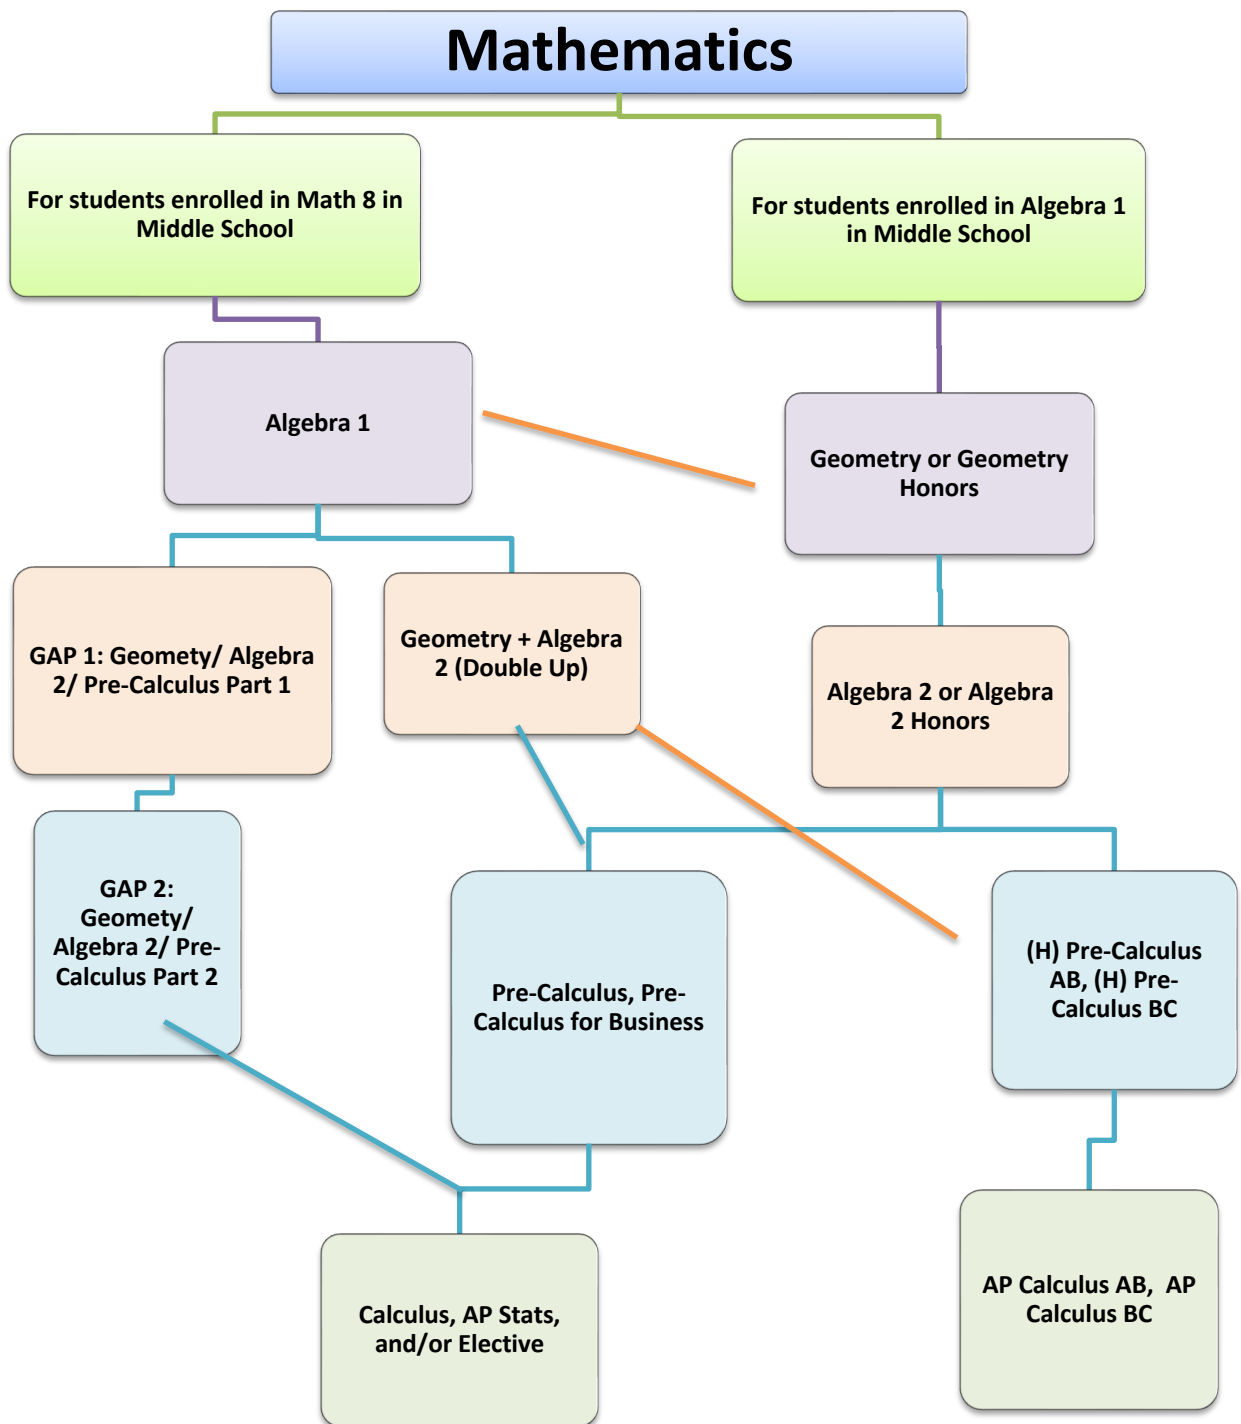 Mathematics
For students enrolled in Math 8 in
Middle School
For students enrolled in Algebra 1
in Middle School
Algebra 1
Geometry or Geometry
Honors
GAP 1: Geomety/ Algebra
2/ Pre-Calculus Part 1
Geometry + Algebra
2 (Double Up)
Algebra 2 or Algebra
2 Honors
GAP 2:
Geomety/
Algebra 2/ Pre-
Calculus Part 2
Pre-Calculus, Pre-
Calculus for Business
(H) Pre-Calculus
AB, (H) Pre-
Calculus BC
Calculus, AP Stats,
and/or Elective
AP Calculus AB,  AP
Calculus BC